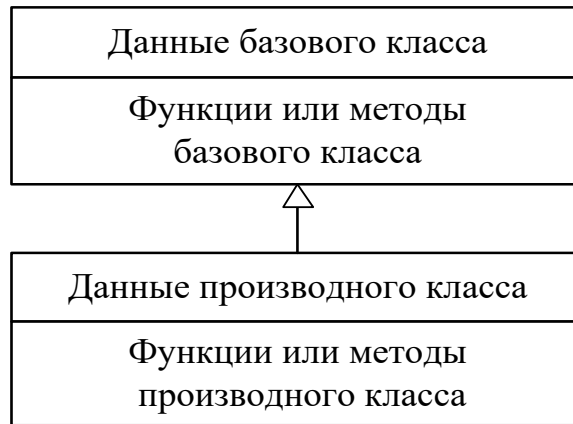 Данные базового класса
Функции или методы
базового класса
Данные производного класса
Функции или методы
производного класса